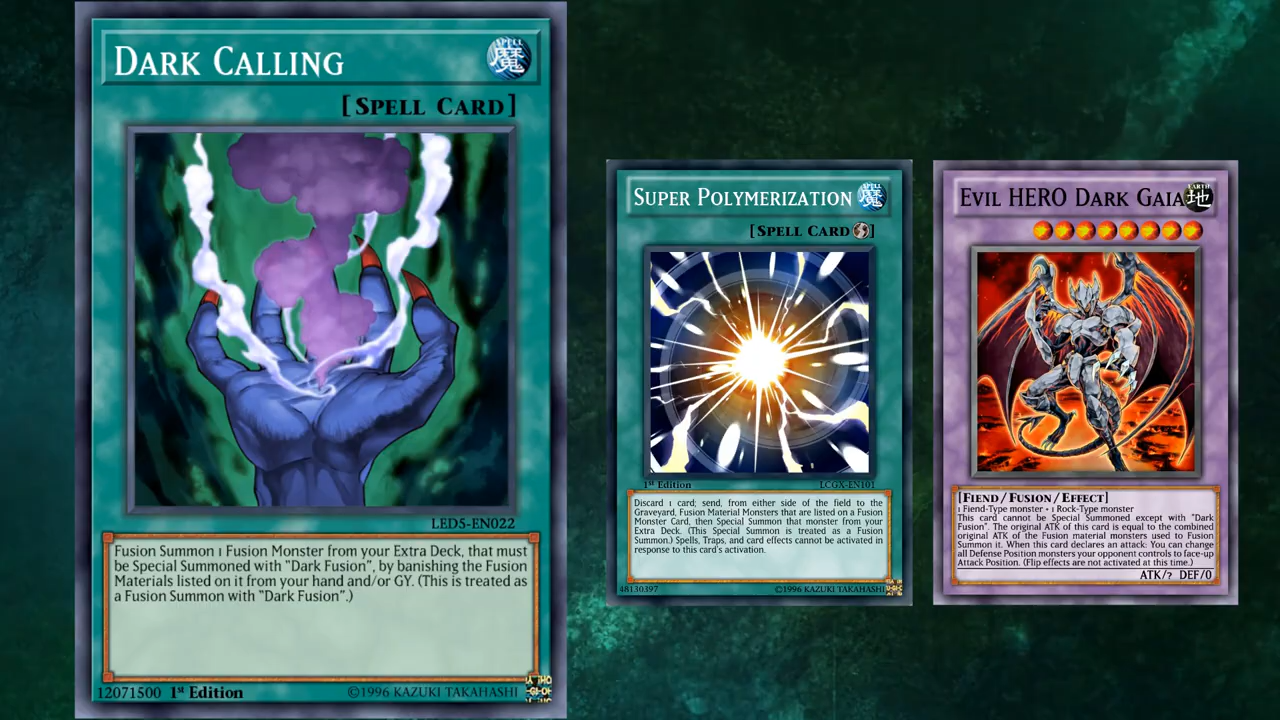 DARK CALLING
SPELL
魔
[SPELL CARD]
LED5-EN022
Fusion Summon 1 Fusion Monster from your Extra Deck, that must
be Special Summoned with "Dark Fusion", by banishing the Fusion
Materials listed on it from your hand and/or GY. (This is treated as
a Fusion Summon with "Dark Fusion".)
12071500 1st Edition ©1996 KAZUKI TAKAHASHI
SUPER POLYMERIZATION
SPELL
魔
[SPELL CARD]
1st Edition LCGX-EN101
Discard 1 card; send, from either side of the field to the
Graveyard, Fusion Material Monsters that are listed on a Fusion
Monster Card, then Special Summon that monster from your
Extra Deck. (This Special Summon is treated as a Fusion
Summon.) Spells, Traps, and card effects cannot be activated in
response to this card's activation.
48130397 ©1996 KAZUKI TAKAHASHI
EVIL HERO DARK GAIA
EARTH
地
[FIEND/FUSION/EFFECT]
1 Fiend-Type monster + 1 Rock-Type monster
This card cannot be Special Summoned except with "Dark
Fusion". The original ATK of this card is equal to the combined
original ATK of the Fusion material monsters used to Fusion
Summon it. When this card declares an attack: You can change
all Defense Position monsters your opponent controls to face-up
Attack Position. (Flip effects are not activated at this time.)
ATK/? DEF/0